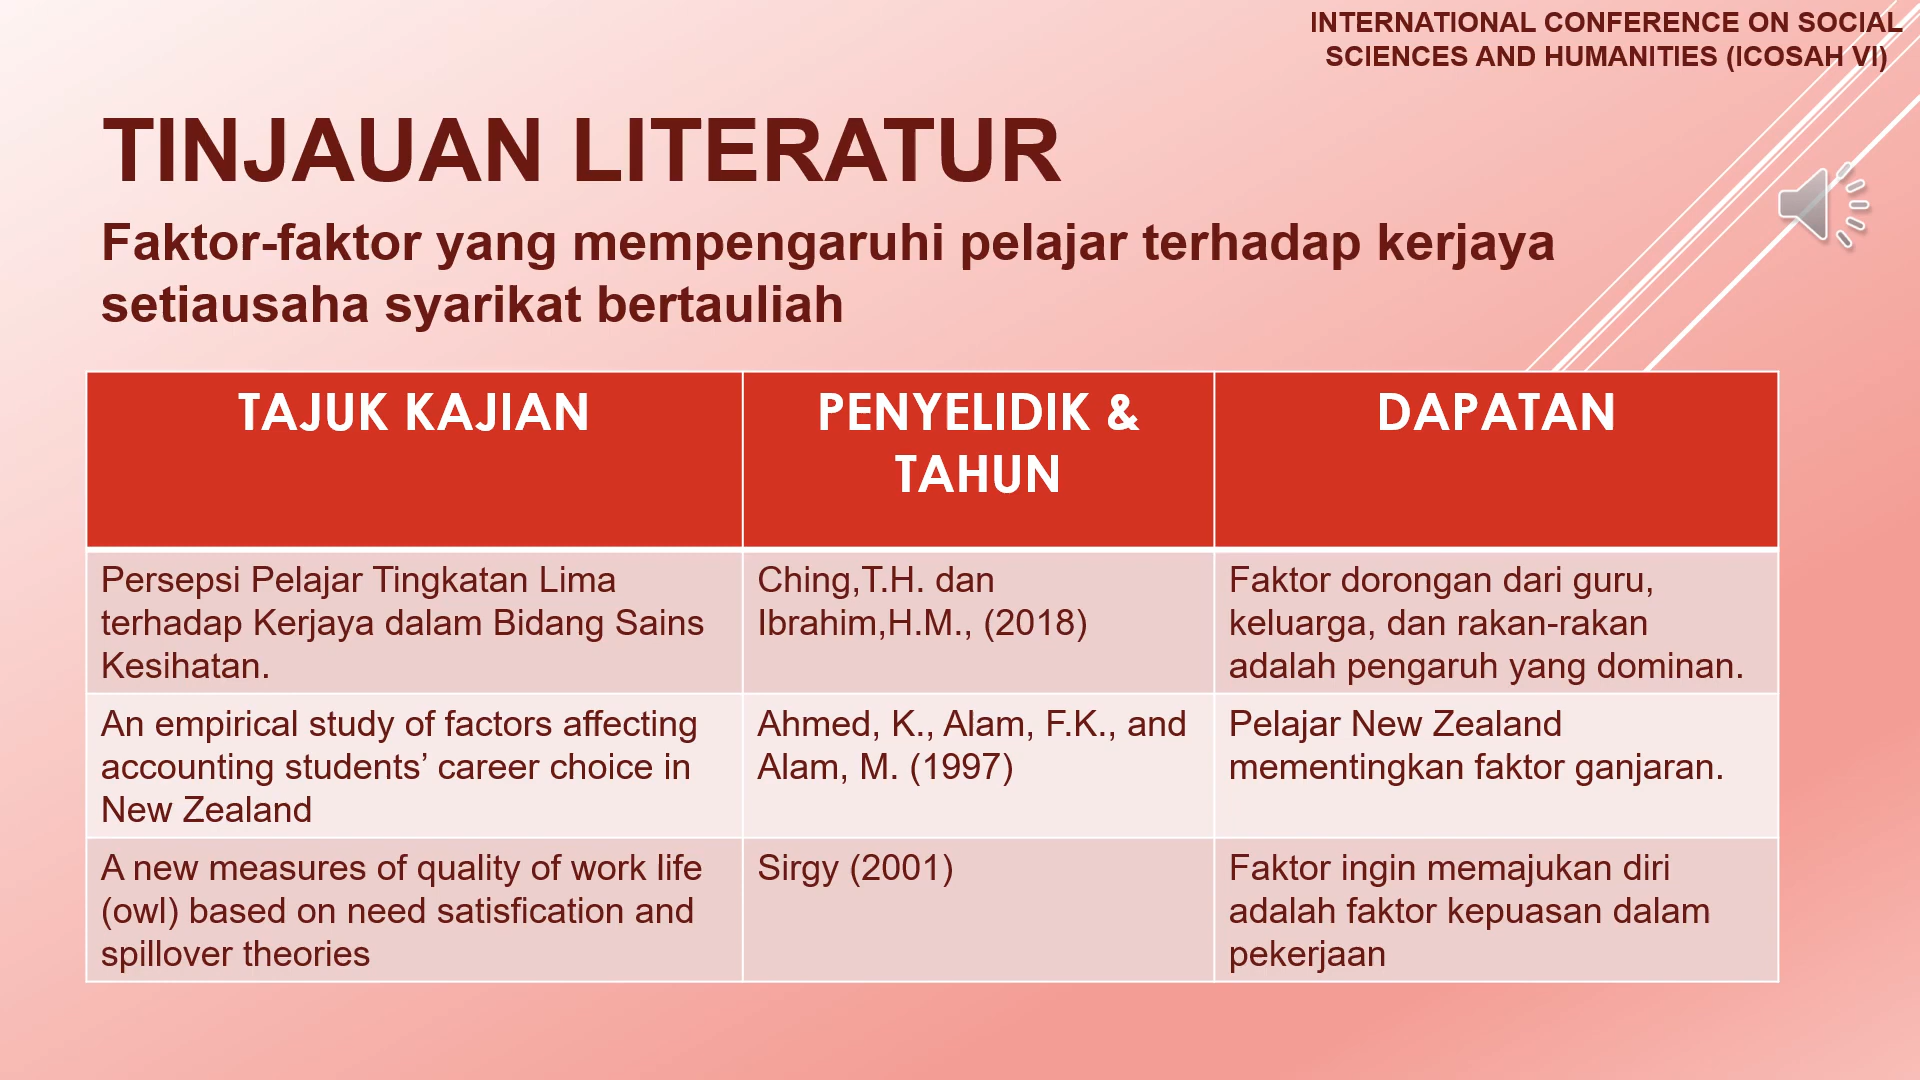 INTERNATIONAL CONFERENCE ON SOCIAL
SCIENCES AND HUMANITIES (ICOSAH VI)
TINJAUAN LITERATUR
Faktor-faktor yang mempengaruhi pelajar terhadap kerjaya
setiausaha syarikat bertauliah
TAJUK KAJIAN
PENYELIDIK &
TAHUN
DAPATAN
Persepsi Pelajar Tingkatan Lima
terhadap Kerjaya dalam Bidang Sains
Kesihatan.
Ching,T.H. dan
Ibrahim,H.M., (2018)
Faktor dorongan dari guru,
keluarga, dan rakan-rakan
adalah pengaruh yang dominan.
An empirical study of factors affecting
accounting students’ career choice in
New Zealand
Ahmed, K., Alam, F.K., and
Alam, M. (1997)
Pelajar New Zealand
mementingkan faktor ganjaran.
A new measures of quality of work life
(owl) based on need satisfication and
spillover theories
Sirgy (2001)
Faktor ingin memajukan diri
adalah faktor kepuasan dalam
pekerjaan